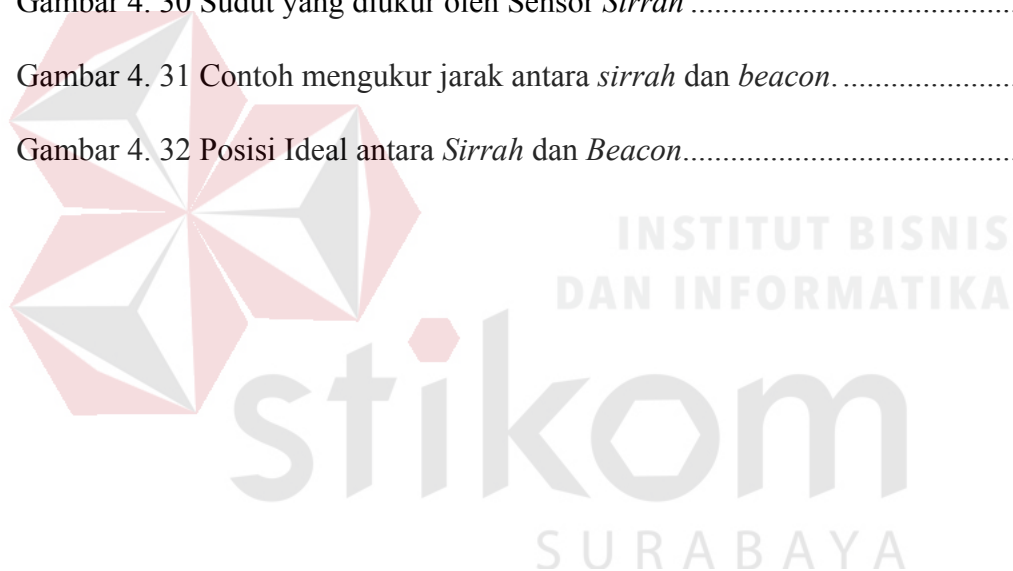 Gambar 4. 30 Sudut yang diukur oleh Sensor Sirrah ........................................
Gambar 4. 31 Contoh mengukur jarak antara sirrah dan beacon. .....................
Gambar 4. 32 Posisi Ideal antara Sirrah dan Beacon.........................................
INSTITUT BISNIS
DAN INFORMATIKA
stikom
SURABAYA